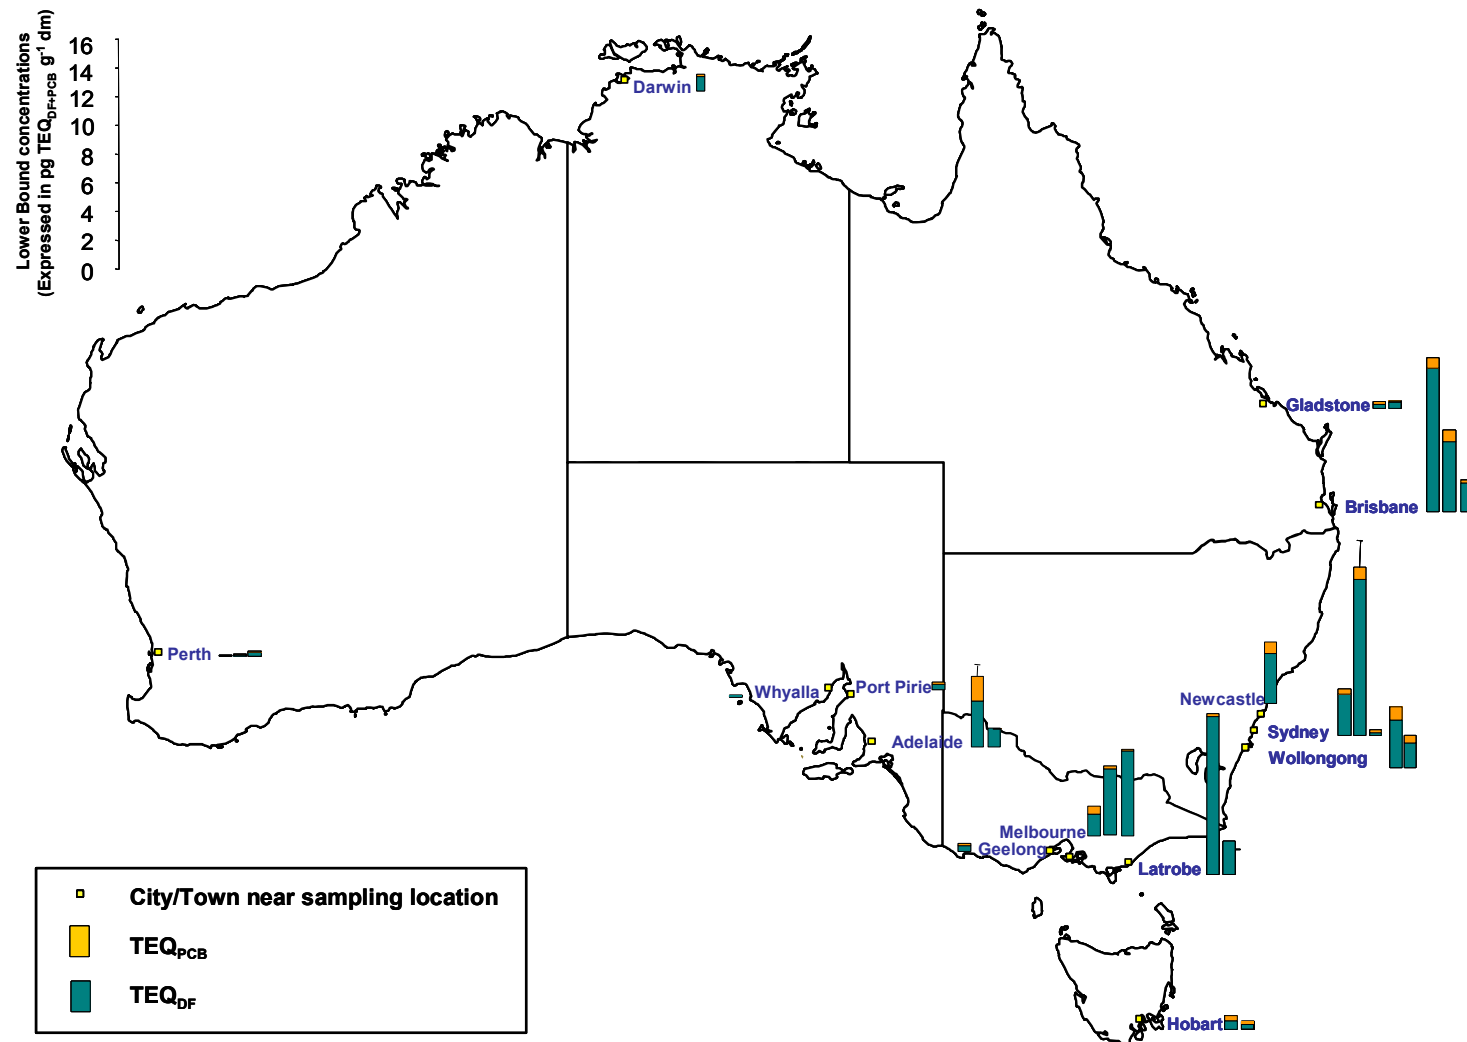 Lower Bound concentrations
(Expressed in pg TEQDF+PCB g-1 dm)
16
14
12
10
8
6
4
2
0
Darwin
Gladstone
Brisbane
Perth
Whyalla
Port Pirie
Newcastle
Adelaide
Sydney
Wollongong
Melbourne
Geelong
Latrobe
City/Town near sampling location
TEQPCB
TEQDF
Hobart